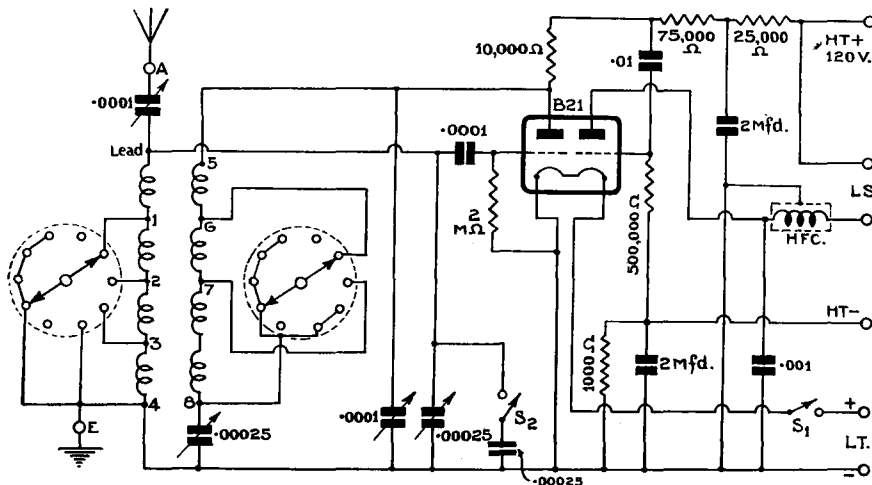 A
.0001
Lead
1
2
3
4
E
5
6
7
8
.00025
.0001
.00025
.0001
2
MΩ
10,000Ω
B21
.01
75,000
Ω
25,000
Ω
HT+
120V.
2Mfd.
LS
HFC.
500,000Ω
HT-
1000Ω
2Mfd.
.001
S2
.00025
S1
+
LT.
-